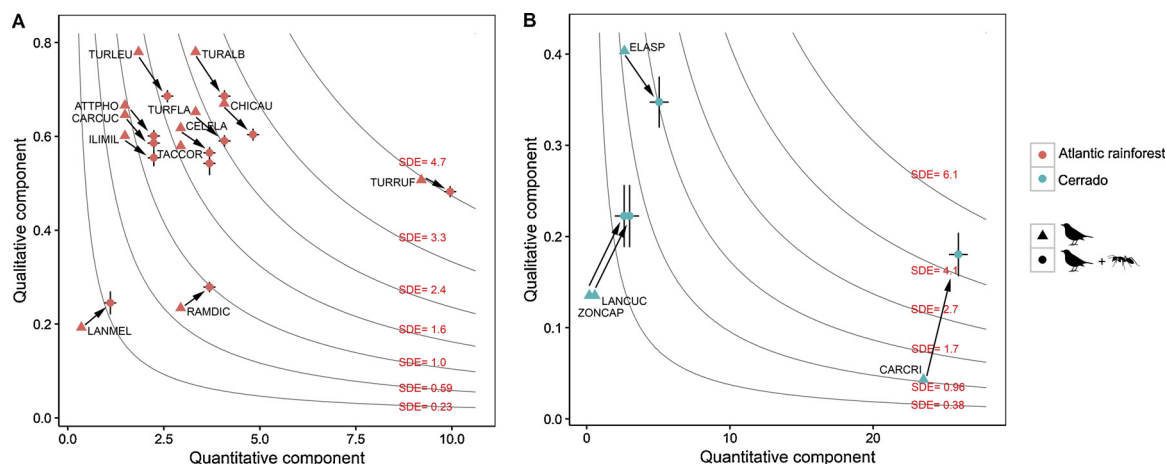 A
Qualitative component
0.8
0.6
0.4
0.2
0.0
TURLEU
TURALB
ATTPHO
CARCUC
TURFLA
CHICAU
ILIMIL
CELELA
TACCOR
TURRUF
LANMEL
RAMDIC
SDE= 4.7
SDE= 3.3
SDE= 2.4
SDE= 1.6
SDE= 1.0
SDE= 0.59
SDE= 0.23
0.0 2.5 5.0 7.5 10.0
Quantitative component
B
Qualitative component
0.4
0.3
0.2
0.1
0.0
ELASP
LANCUC
ZONCAP
CARCRI
SDE= 6.1
SDE= 4.1
SDE= 2.7
SDE= 1.7
SDE= 0.96
SDE= 0.38
0 10 20
Quantitative component
Atlantic rainforest
Cerrado
+